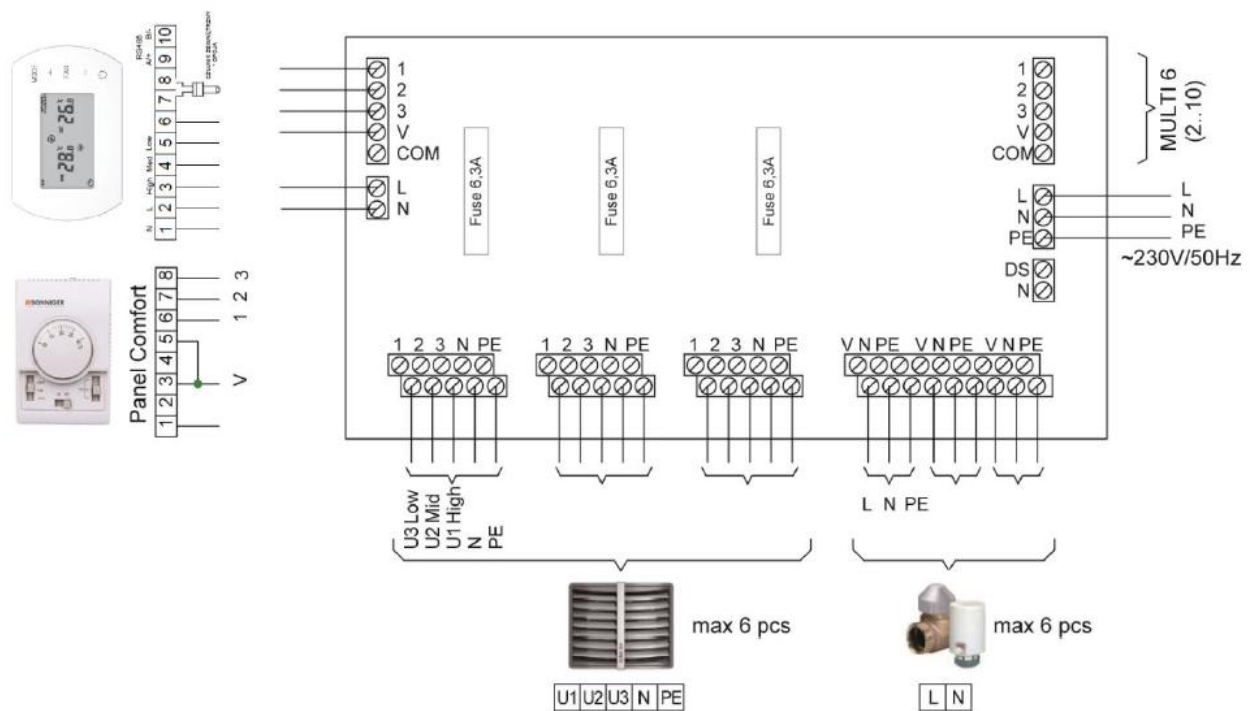 RS485
A/+ B/-
10
9
8
7
6
5
4
3
2
1
Low
Med
High
L
N
MODE
+
FAN
-
CZUJNIK ZEWNĘTRZNY
Panel Comfort
8
7
6
5
4
3
2
1
3
2
1
V
1
2
3
V
COM
L
N
Fuse 6,3A
Fuse 6,3A
Fuse 6,3A
1
2
3
V
COM
MULTI 6
(2..10)
L
N
PE
L
N
PE
~230V/50Hz
DS
N
1 2 3 N PE
1 2 3 N PE
1 2 3 N PE
V N PE V N PE V N PE
U3 Low
U2 Mid
U1 High
N
PE
L N PE
max 6 pcs
max 6 pcs
U1 U2 U3 N PE
L N